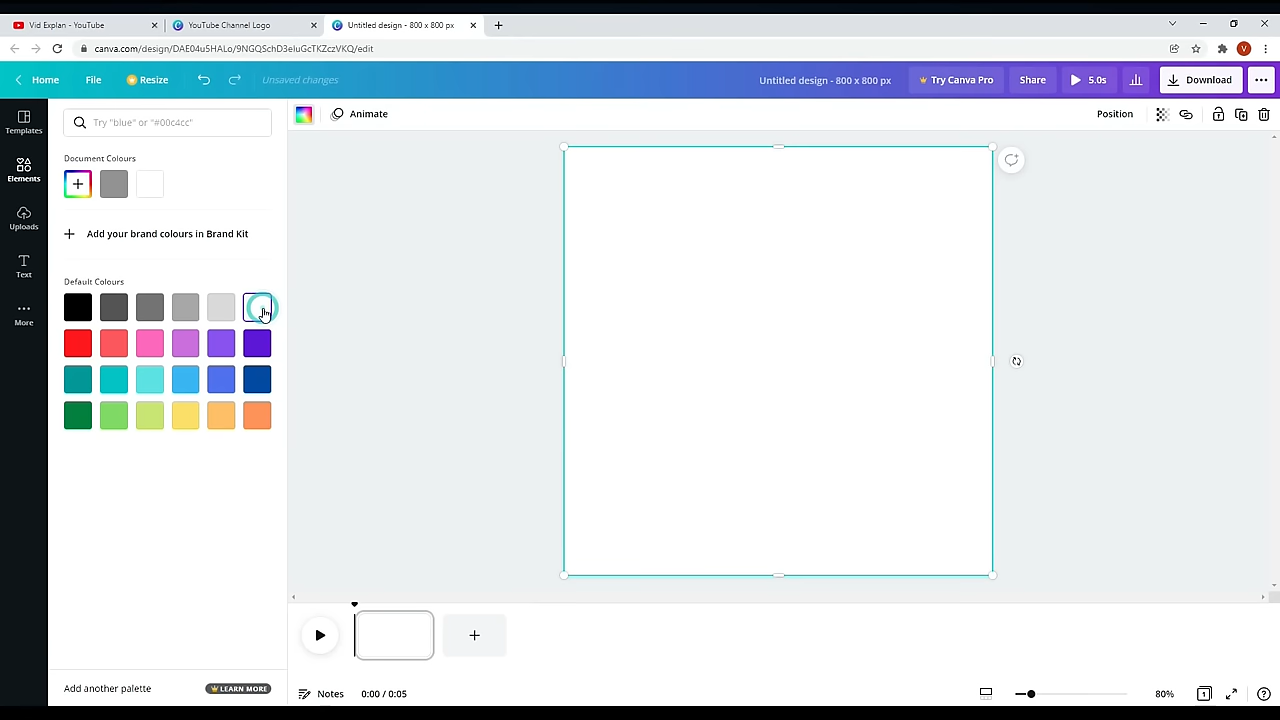 Vid Explan - YouTube
YouTube Channel Logo
Untitled design - 800 x 800 px
canva.com/design/DAE04u5HALo/9NGQSchD3eIuGcTKZczVKQ/edit
V
Home
File
Resize
Unsaved changes
Untitled design - 800 x 800 px
Try Canva Pro
Share
5.0s
Download
Templates
Elements
Uploads
Text
More
Try "blue" or "#00c4cc"
Document Colours
Add your brand colours in Brand Kit
Default Colours
Add another palette
LEARN MORE
Animate
Position
Notes
0:00 / 0:05
80%
1